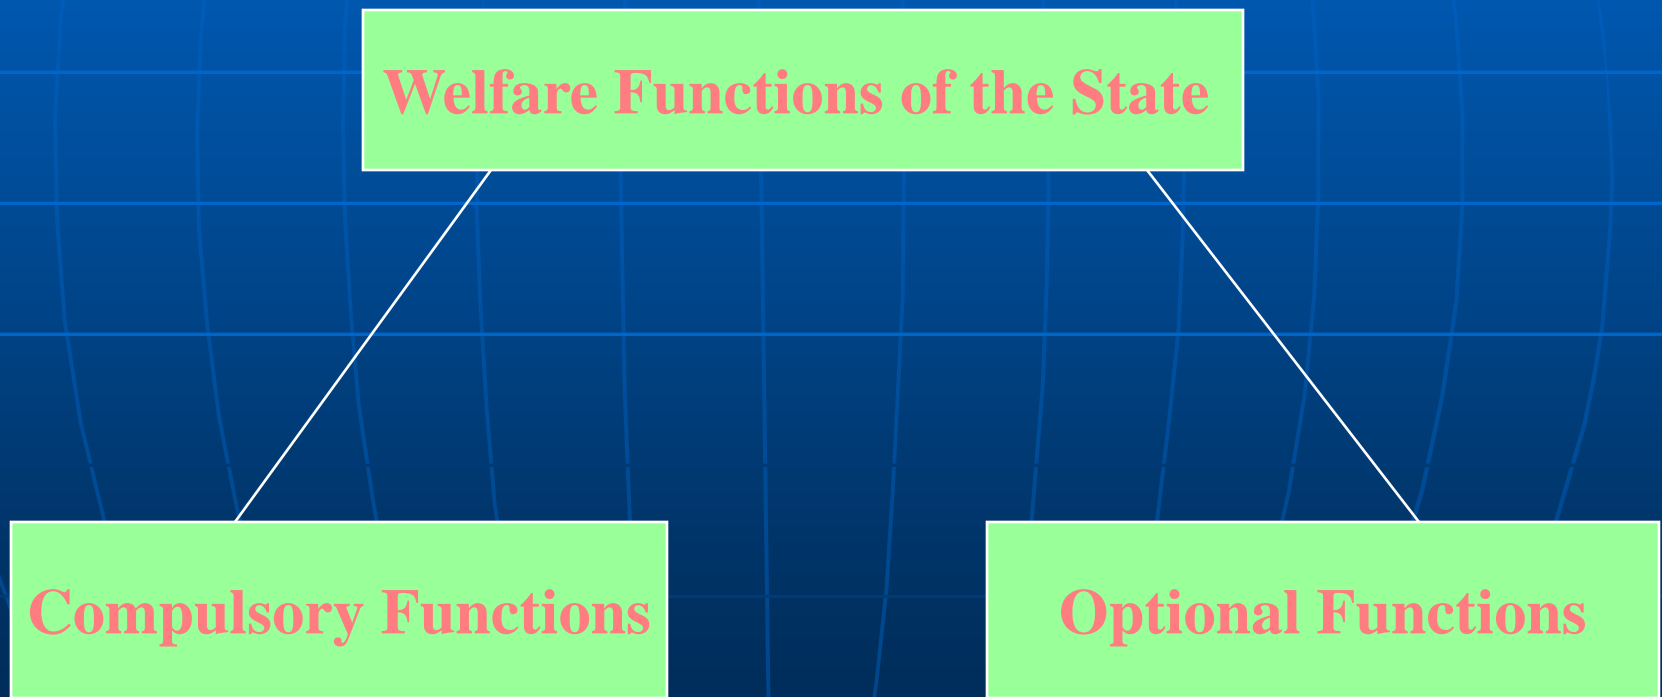 Welfare Functions of the State
Compulsory Functions
Optional Functions